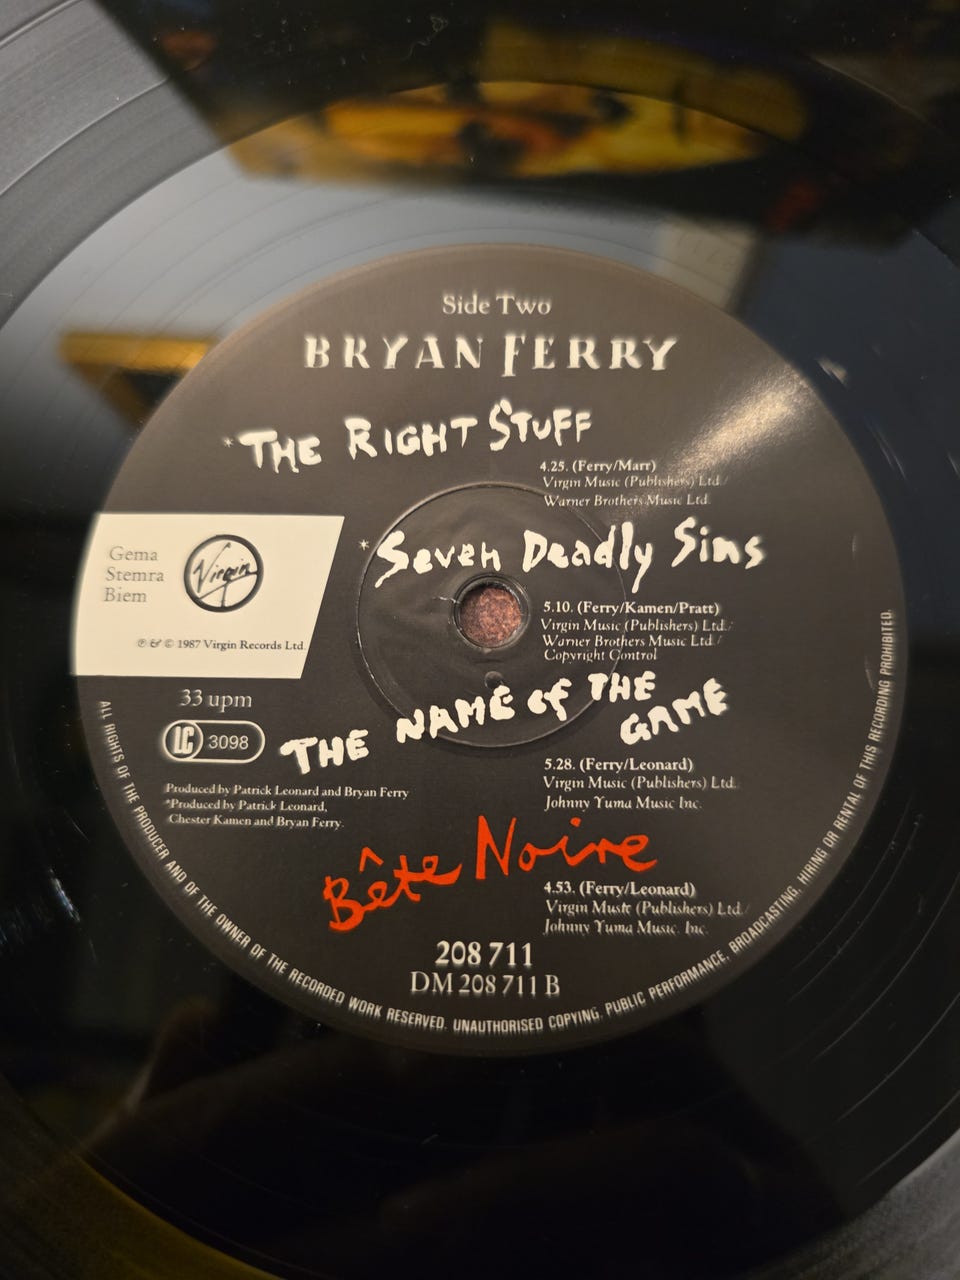 Side Two
BRYAN FERRY
*THE RIGHT STUFF
4.25. (Ferry/Marr)
Virgin Music (Publishers) Ltd./
Warner Brothers Music Ltd.
*Seven Deadly Sins
5.10. (Ferry/Kamen/Pratt)
Virgin Music (Publishers) Ltd./
Warner Brothers Music Ltd./
Copyright Control
Gema
Stemra
Biem
Virgin
℗ & © 1987 Virgin Records Ltd.
33 upm
LC 3098
THE NAME of THE
GAME
5.28. (Ferry/Leonard)
Virgin Music (Publishers) Ltd.
Johnny Yuma Music Inc.
Produced by Patrick Leonard and Bryan Ferry
*Produced by Patrick Leonard,
Chester Kamen and Bryan Ferry.
Bête Noire
4.53. (Ferry/Leonard)
Virgin Music (Publishers) Ltd./
Johnny Yuma Music. Inc.
208 711
DM 208 711 B
ALL RIGHTS OF THE PRODUCER AND OF THE OWNER OF THE RECORDED WORK RESERVED. UNAUTHORISED COPYING, PUBLIC PERFORMANCE, BROADCASTING, HIRING OR RENTAL OF THIS RECORDING PROHIBITED.